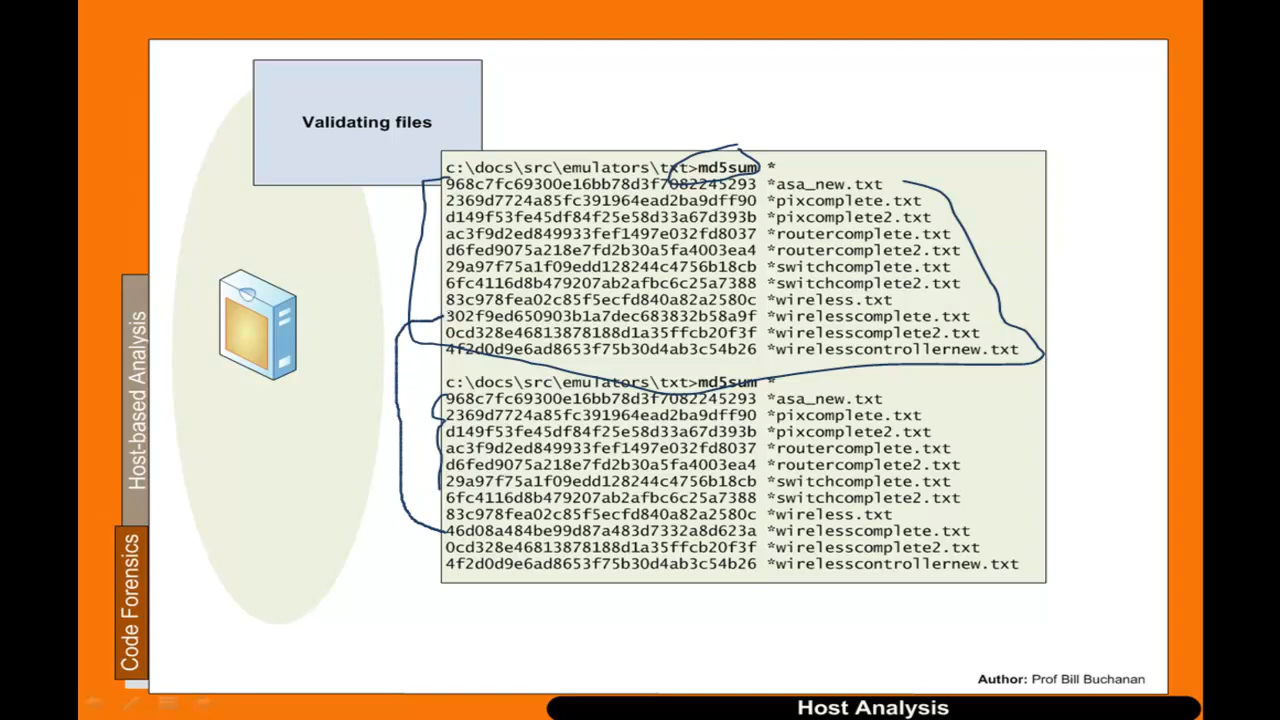 Validating files
c:\docs\src\emulators\txt>md5sum *
968c7fc69300e16bb78d3f7082245293 *asa_new.txt
2369d7724a85fc391964ead2ba9dff90 *pixcomplete.txt
d149f53fe45df84f25e58d33a67d393b *pixcomplete2.txt
ac3f9d2ed849933fef1497e032fd8037 *routercomplete.txt
d6fed9075a218e7fd2b30a5fa4003ea4 *routercomplete2.txt
29a97f75a1f09edd128244c4756b18cb *switchcomplete.txt
6fc4116d8b479207ab2afbc6c25a7388 *switchcomplete2.txt
83c978fea02c85f5ecfd840a82a2580c *wireless.txt
302f9ed650903b1a7dec683832b58a9f *wirelesscomplete.txt
0cd328e46813878188d1a35ffcb20f3f *wirelesscomplete2.txt
4f2d0d9e6ad8653f75b30d4ab3c54b26 *wirelesscontrollernew.txt
c:\docs\src\emulators\txt>md5sum *
968c7fc69300e16bb78d3f7082245293 *asa_new.txt
2369d7724a85fc391964ead2ba9dff90 *pixcomplete.txt
d149f53fe45df84f25e58d33a67d393b *pixcomplete2.txt
ac3f9d2ed849933fef1497e032fd8037 *routercomplete.txt
d6fed9075a218e7fd2b30a5fa4003ea4 *routercomplete2.txt
29a97f75a1f09edd128244c4756b18cb *switchcomplete.txt
6fc4116d8b479207ab2afbc6c25a7388 *switchcomplete2.txt
83c978fea02c85f5ecfd840a82a2580c *wireless.txt
46d08a484be99d87a483d7332a8d623a *wirelesscomplete.txt
0cd328e46813878188d1a35ffcb20f3f *wirelesscomplete2.txt
4f2d0d9e6ad8653f75b30d4ab3c54b26 *wirelesscontrollernew.txt
Host-based Analysis
Code Forensics
Author: Prof Bill Buchanan
Host Analysis